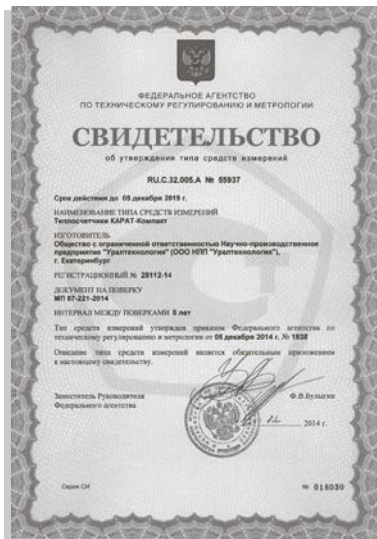 ФЕДЕРАЛЬНОЕ АГЕНТСТВО
ПО ТЕХНИЧЕСКОМУ РЕГУЛИРОВАНИЮ И МЕТРОЛОГИИ
СВИДЕТЕЛЬСТВО
об утверждении типа средств измерений
RU.C.32.005.A № 55937
Срок действия до 05 декабря 2019 г.
НАИМЕНОВАНИЕ ТИПА СРЕДСТВ ИЗМЕРЕНИЙ
Теплосчетчики КАРАТ-Компакт
ИЗГОТОВИТЕЛЬ
Общество с ограниченной ответственностью Научно-производственное
предприятие "Уралтехнология" (ООО НПП "Уралтехнология"),
г. Екатеринбург
РЕГИСТРАЦИОННЫЙ № 28112-14
ДОКУМЕНТ НА ПОВЕРКУ
МП 67-221-2014
ИНТЕРВАЛ МЕЖДУ ПОВЕРКАМИ 5 лет
Тип средств измерений утвержден приказом Федерального агентства по
техническому регулированию и метрологии от 05 декабря 2014 г. № 1938
Описание типа средств измерений является обязательным приложением
к настоящему свидетельству.
Заместитель Руководителя
Федерального агентства
Ф.В.Булыгин
12 2014 г.
Серия СИ
№ 018030